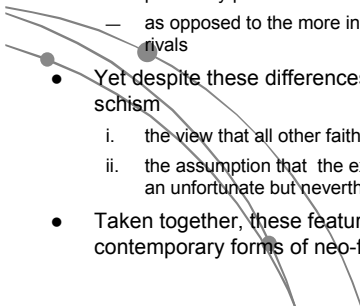 — as opposed to the more in
rivals
● Yet despite these differences
schism
i. the view that all other faith
ii. the assumption that the e
an unfortunate but neverth
● Taken together, these featur
contemporary forms of neo-f